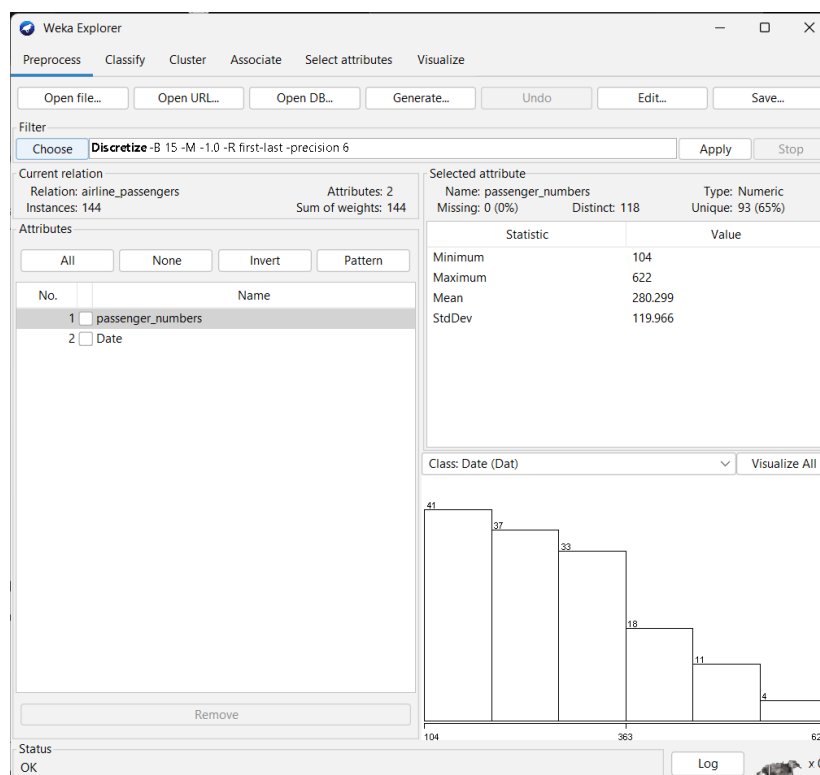 Weka Explorer
Preprocess Classify Cluster Associate Select attributes Visualize
Open file... Open URL... Open DB... Generate... Undo Edit... Save...
Filter
Choose Discretize -B 15 -M -1.0 -R first-last -precision 6 Apply Stop
Current relation
Relation: airline_passengers Attributes: 2
Instances: 144 Sum of weights: 144
Selected attribute
Name: passenger_numbers Type: Numeric
Missing: 0 (0%) Distinct: 118 Unique: 93 (65%)
Attributes
All None Invert Pattern
No. Name
1 passenger_numbers
2 Date
Remove
Statistic Value
Minimum 104
Maximum 622
Mean 280.299
StdDev 119.966
Class: Date (Dat) Visualize All
41
37
33
18
11
4
104 363
Status
OK
Log